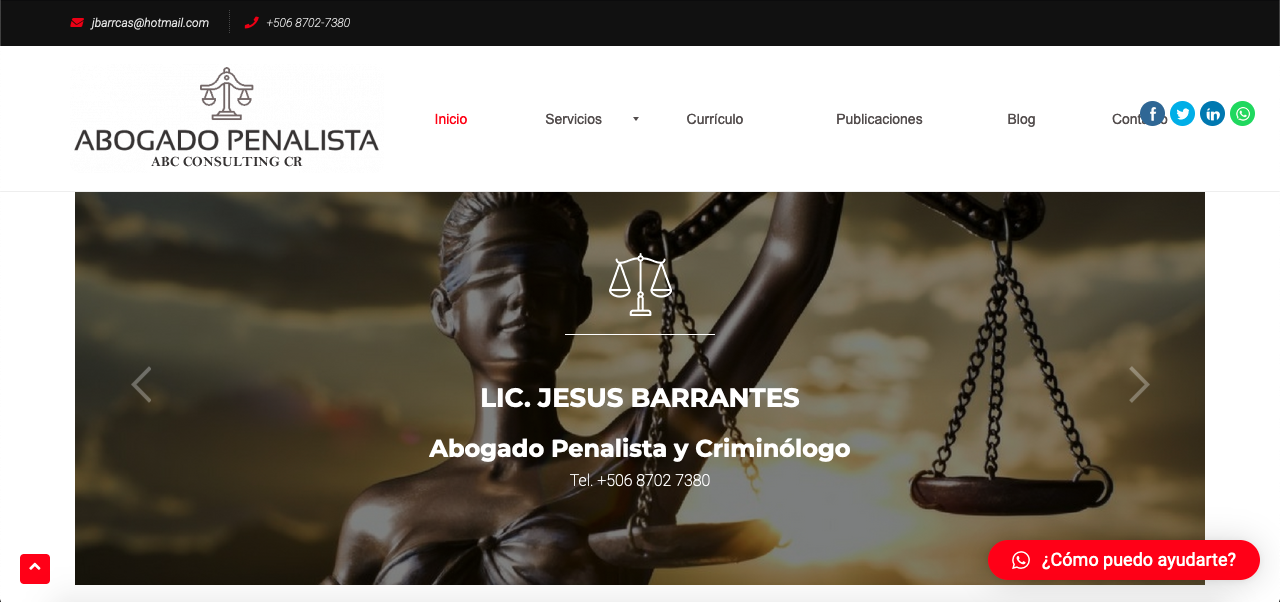 jbarrcas@hotmail.com +506 8702-7380
ABOGADO PENALISTA
ABC CONSULTING CR
Inicio Servicios Currículo Publicaciones Blog Contacto
LIC. JESUS BARRANTES
Abogado Penalista y Criminólogo
Tel. +506 8702 7380
¿Cómo puedo ayudarte?